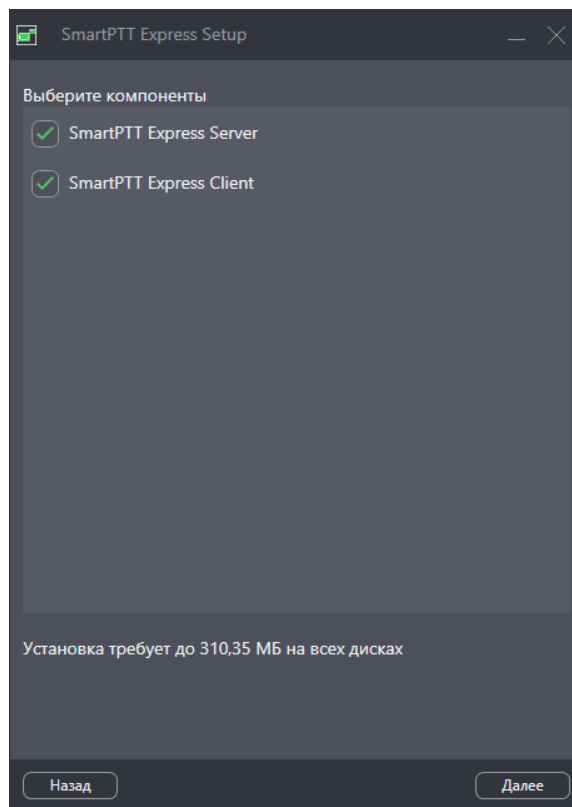 SmartPTT Express Setup
Выберите компоненты
SmartPTT Express Server
SmartPTT Express Client
Установка требует до 310,35 МБ на всех дисках
Назад
Далее